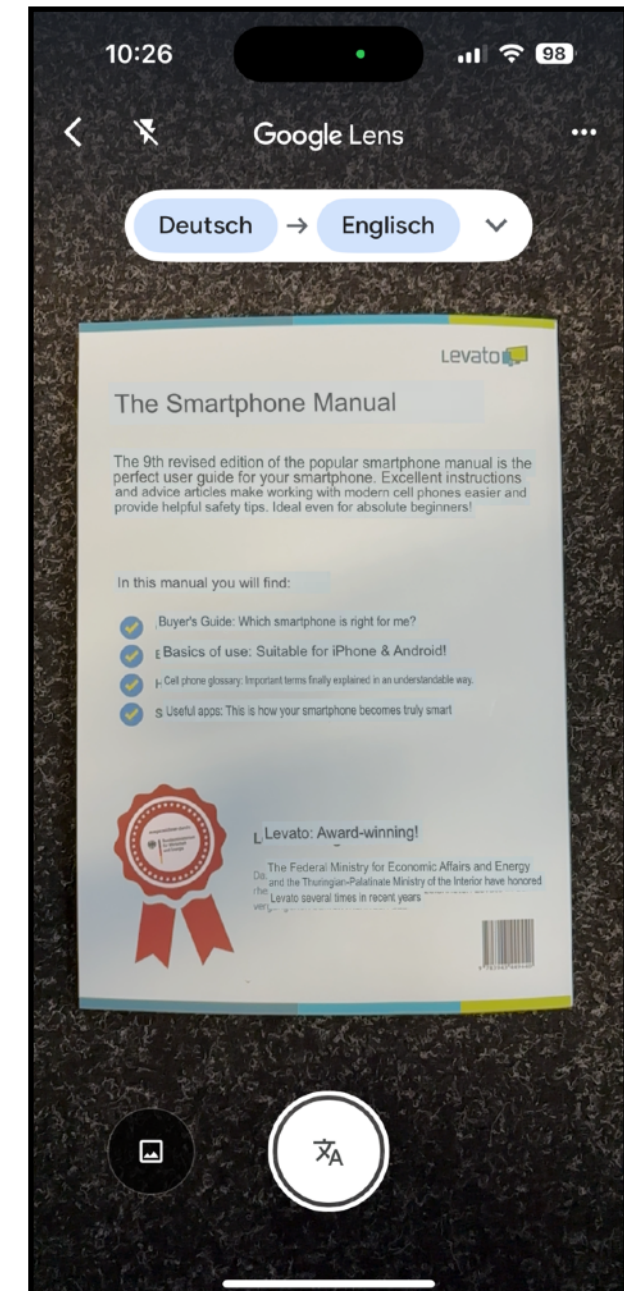 10:26
98
Google Lens
Deutsch → Englisch
Levato
The Smartphone Manual
The 9th revised edition of the popular smartphone manual is the
perfect user guide for your smartphone. Excellent instructions
and advice articles make working with modern cell phones easier and
provide helpful safety tips. Ideal even for absolute beginners!
In this manual you will find:
Buyer's Guide: Which smartphone is right for me?
E Basics of use: Suitable for iPhone & Android!
H Cell phone glossary: Important terms finally explained in an understandable way.
S Useful apps: This is how your smartphone becomes truly smart
L Levato: Award-winning!
The Federal Ministry for Economic Affairs and Energy
and the Thuringian-Palatinate Ministry of the Interior have honored
Levato several times in recent years